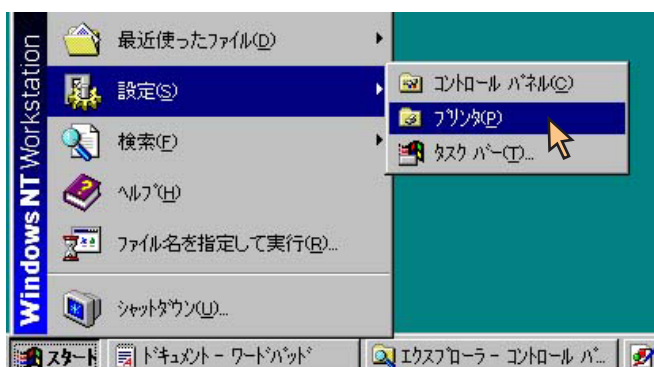 Windows NT Workstation
最近使ったファイル(D)
設定(S)
検索(F)
ヘルプ(H)
ファイル名を指定して実行(R)...
シャットダウン(U)...
コントロール パネル(C)
プリンタ(P)
タスク バー(T)...
スタート
ドキュメント - ワードパッド
エクスプローラ - コントロール パ...